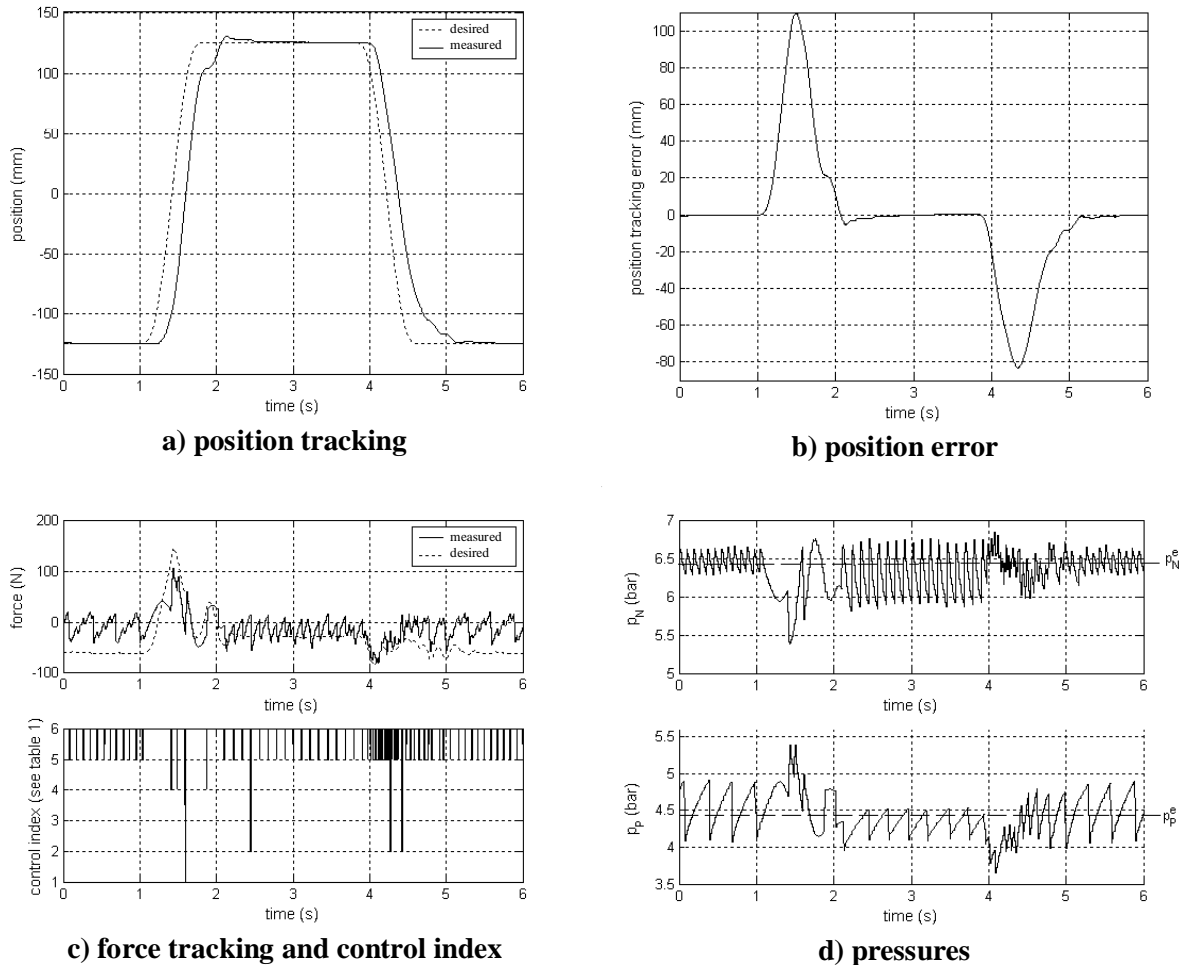 150
100
50
0
-50
-100
-150
position (mm)
desired
measured
0 1 2 3 4 5 6
time (s)
a) position tracking
100
80
60
40
20
0
-20
-40
-60
-80
position tracking error (mm)
0 1 2 3 4 5 6
time (s)
b) position error
200
100
0
-100
force (N)
measured
desired
0 1 2 3 4 5 6
time (s)
6
5
4
3
2
1
control index (see table 1)
0 1 2 3 4 5 6
time (s)
c) force tracking and control index
7
6.5
6
5.5
5
p_N (bar)
p_N^e
0 1 2 3 4 5 6
time (s)
5.5
5
4.5
4
3.5
p_P (bar)
p_P^e
0 1 2 3 4 5 6
time (s)
d) pressures